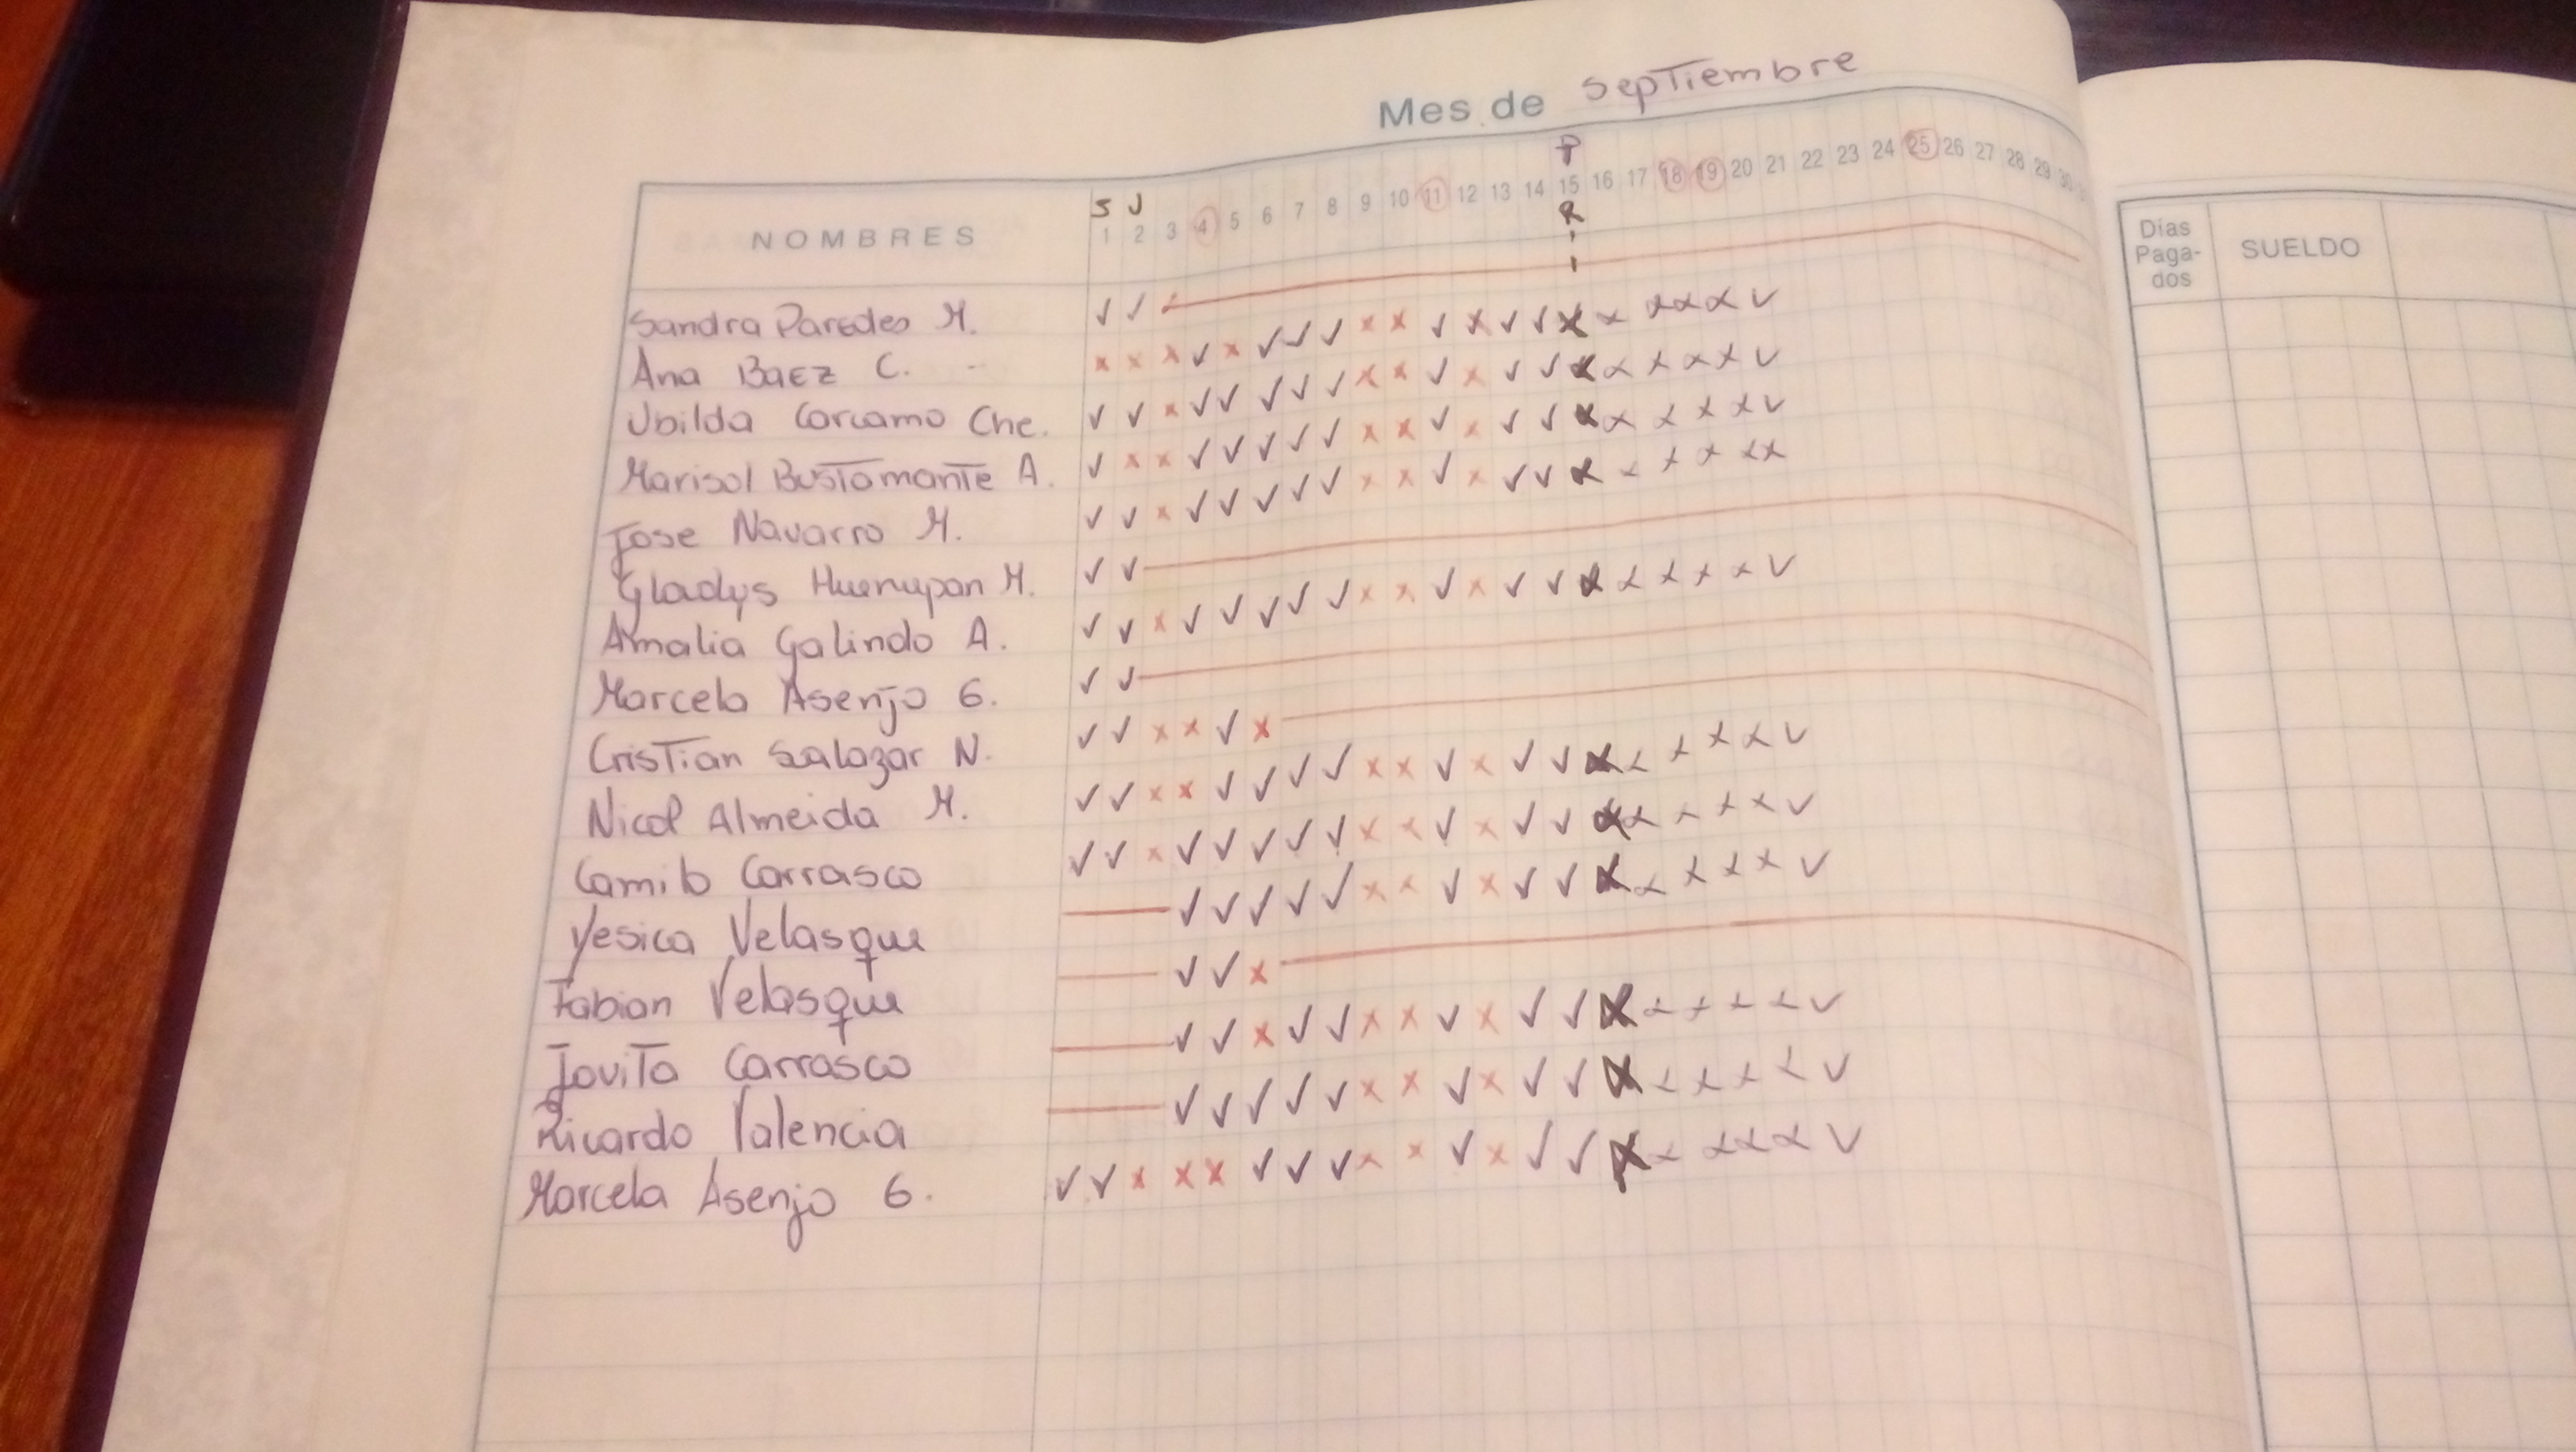 Mes de Septiembre
P
S J
1 2 3 4 5 6 7 8 9 10 11 12 13 14 15 16 17 18 19 20 21 22 23 24 25 26 27 28 29 30
R
NOMBRES
Sandra Paredes M.
Ana Baez C.
Ubilda Carcamo Che.
Marisol Bustamante A.
Jose Navarro M.
Gladys Huenupan M.
Amalia Galindo A.
Marcela Asenjo G.
Cristian Salazar N.
Nicol Almeida M.
Camilo Carrasco
Yesica Velasque
Fabian Velasque
Jovita Carrasco
Ricardo Valencia
Marcela Asenjo G.
Días
Paga-
dos
SUELDO